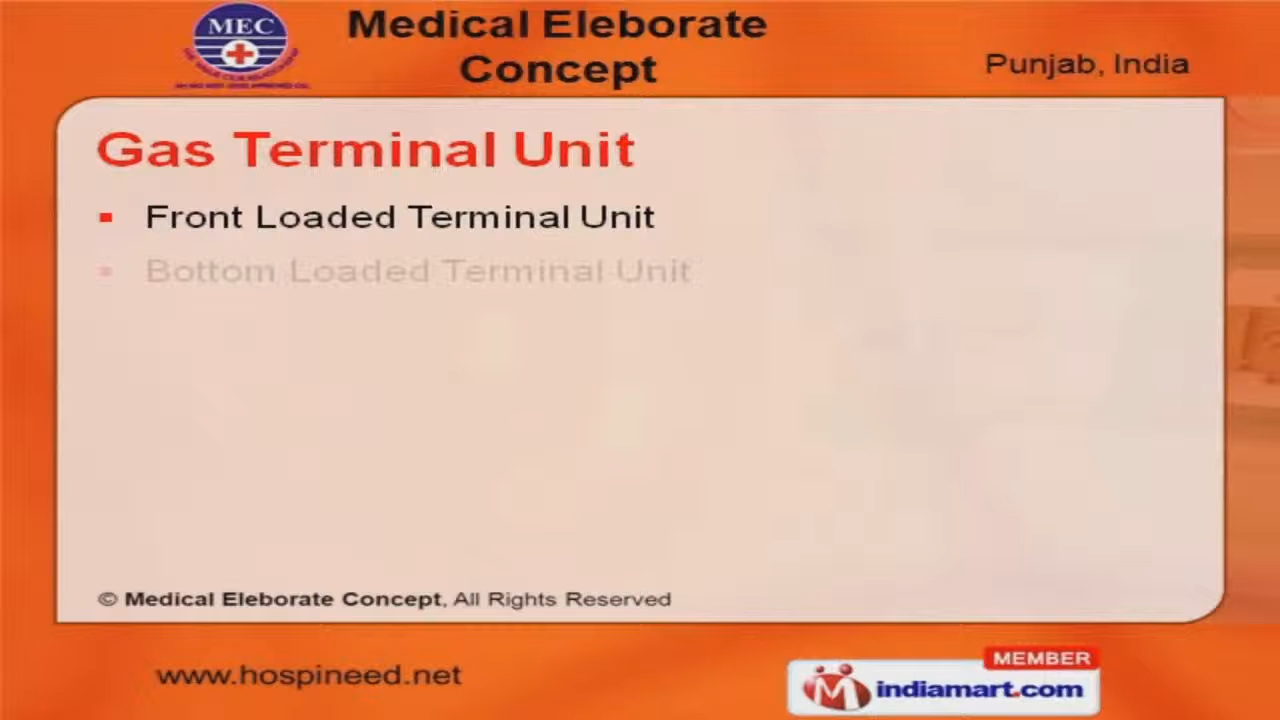 MEC
Medical Eleborate
Concept
Punjab, India
Gas Terminal Unit
Front Loaded Terminal Unit
Bottom Loaded Terminal Unit
© Medical Eleborate Concept, All Rights Reserved
www.hospineed.net
MEMBER
indiamart.com